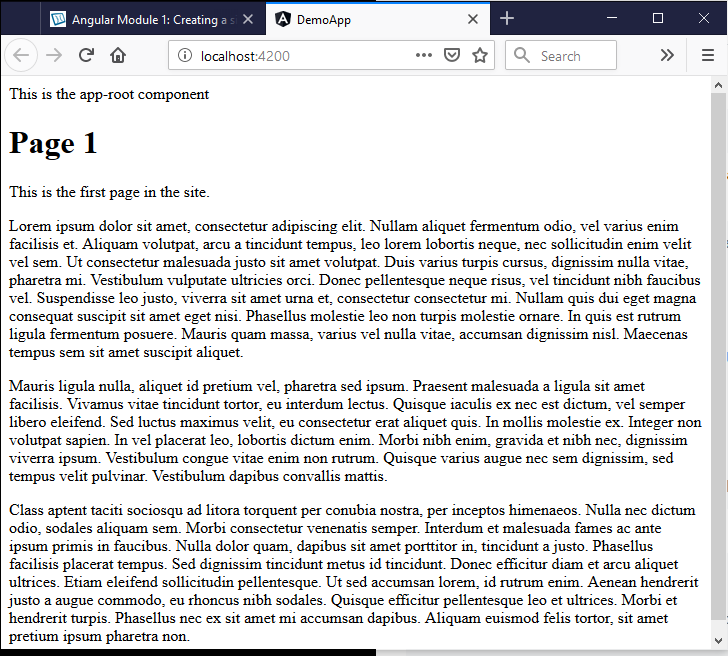 Angular Module 1: Creating a s
DemoApp
localhost:4200
Search
This is the app-root component
Page 1
This is the first page in the site.
Lorem ipsum dolor sit amet, consectetur adipiscing elit. Nullam aliquet fermentum odio, vel varius enim
facilisis et. Aliquam volutpat, arcu a tincidunt tempus, leo lorem lobortis neque, nec sollicitudin enim velit
vel sem. Ut consectetur malesuada justo sit amet volutpat. Duis varius turpis cursus, dignissim nulla vitae,
pharetra mi. Vestibulum vulputate ultricies orci. Donec pellentesque neque risus, vel tincidunt nibh faucibus
vel. Suspendisse leo justo, viverra sit amet urna et, consectetur consectetur mi. Nullam quis dui eget magna
consequat suscipit sit amet eget nisi. Phasellus molestie leo non turpis molestie ornare. In quis est rutrum
ligula fermentum posuere. Mauris quam massa, varius vel nulla vitae, accumsan dignissim nisl. Maecenas
tempus sem sit amet suscipit aliquet.
Mauris ligula nulla, aliquet id pretium vel, pharetra sed ipsum. Praesent malesuada a ligula sit amet
facilisis. Vivamus vitae tincidunt tortor, eu interdum lectus. Quisque iaculis ex nec est dictum, vel semper
libero eleifend. Sed luctus maximus velit, eu consectetur erat aliquet quis. In mollis molestie ex. Integer non
volutpat sapien. In vel placerat leo, lobortis dictum enim. Morbi nibh enim, gravida et nibh nec, dignissim
viverra ipsum. Vestibulum congue vitae enim non rutrum. Quisque varius augue nec sem dignissim, sed
tempus velit pulvinar. Vestibulum dapibus convallis mattis.
Class aptent taciti sociosqu ad litora torquent per conubia nostra, per inceptos himenaeos. Nulla nec dictum
odio, sodales aliquam sem. Morbi consectetur venenatis semper. Interdum et malesuada fames ac ante
ipsum primis in faucibus. Nulla dolor quam, dapibus sit amet porttitor in, tincidunt a justo. Phasellus
facilisis placerat tempus. Sed dignissim tincidunt metus id tincidunt. Donec efficitur diam et arcu aliquet
ultrices. Etiam eleifend sollicitudin pellentesque. Ut sed accumsan lorem, id rutrum enim. Aenean hendrerit
justo a augue commodo, eu rhoncus nibh sodales. Quisque efficitur pellentesque leo et ultrices. Morbi et
hendrerit turpis. Phasellus nec ex sit amet mi accumsan dapibus. Aliquam euismod felis tortor, sit amet
pretium ipsum pharetra non.